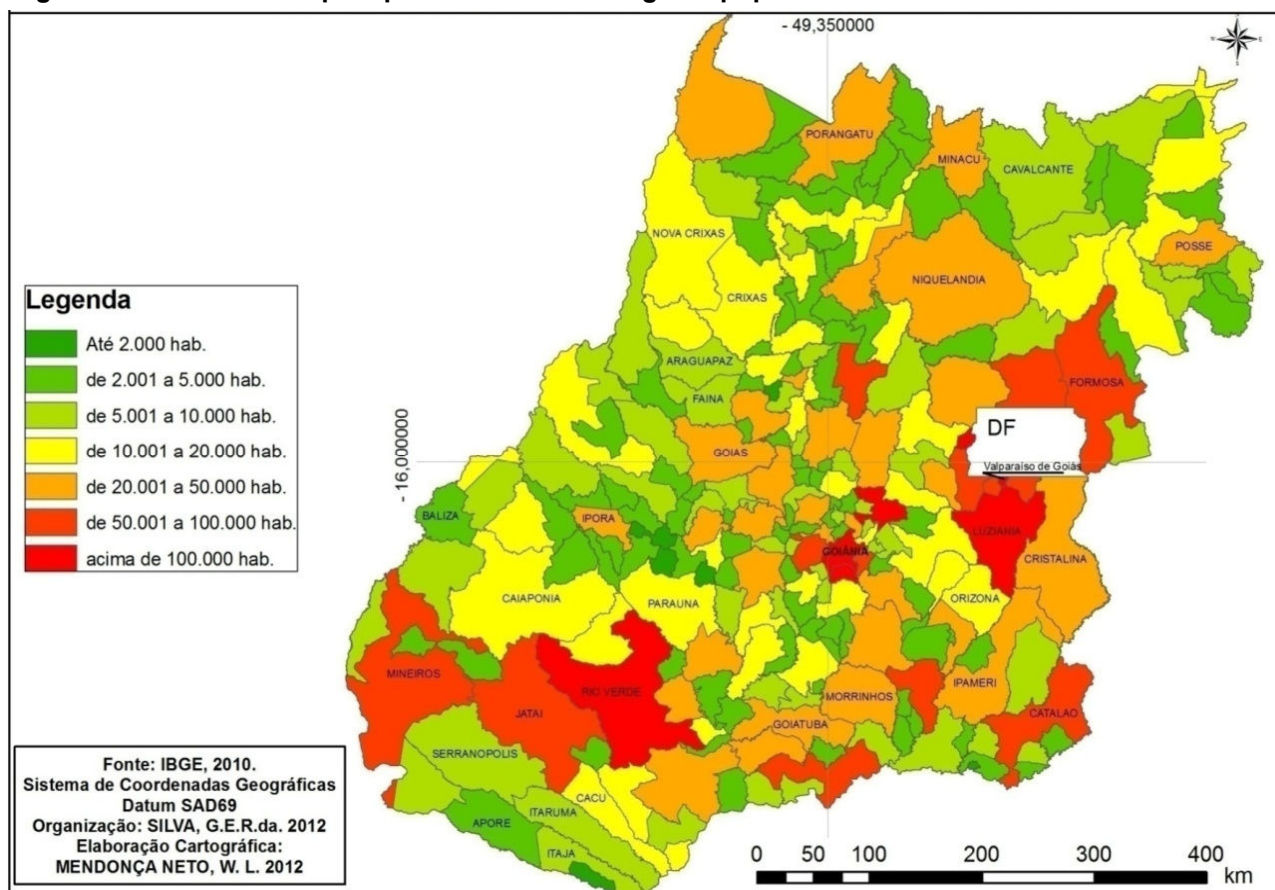 - 49,350000
PORANGATU
MINACU
CAVALCANTE
NOVA CRIXAS
POSSE
NIQUELANDIA
CRIXAS
Legenda
Até 2.000 hab.
de 2.001 a 5.000 hab.
de 5.001 a 10.000 hab.
de 10.001 a 20.000 hab.
de 20.001 a 50.000 hab.
de 50.001 a 100.000 hab.
acima de 100.000 hab.
ARAGUAPAZ
FORMOSA
FAINA
DF
- 16,000000
GOIAS
Valparaíso de Goiás
BALIZA
IPORA
LUZIANIA
GOIÂNIA
CRISTALINA
CAIAPONIA
PARAUNA
ORIZONA
MINEIROS
RIO VERDE
IPAMERI
MORRINHOS
JATAI
CATALAO
GOIATUBA
SERRANOPOLIS
CACU
ITARUMA
APORE
ITAJA
Fonte: IBGE, 2010.
Sistema de Coordenadas Geográficas
Datum SAD69
Organização: SILVA, G.E.R.da. 2012
Elaboração Cartográfica:
MENDONÇA NETO, W. L. 2012
0 50 100 200 300 400
km